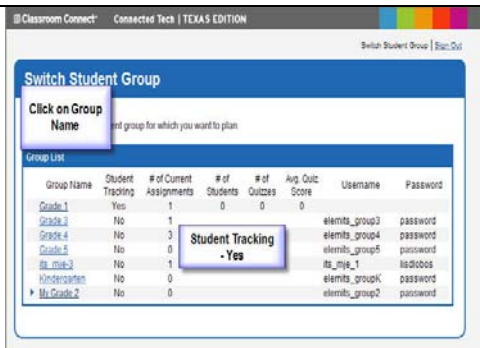 Classroom Connect Connected Tech | TEXAS EDITION
Switch Student Group | Sign Out
Switch Student Group
Click on Group Name
ent group for which you want to plan
Group List
Group Name Student Tracking # of Current Assignments # of Students # of Quizzes Avg. Quiz Score Username Password
Grade 1 Yes 1 0 0 0
Grade 3 No 1 elemits_group3 password
Grade 4 No 3 elemits_group4 password
Grade 5 No 0 elemits_group5 password
its_mje-3 No 1 its_mje_1 lisdlobos
Kindergarten No 0 elemits_groupK password
My Grade 2 No 0 elemits_group2 password
Student Tracking - Yes